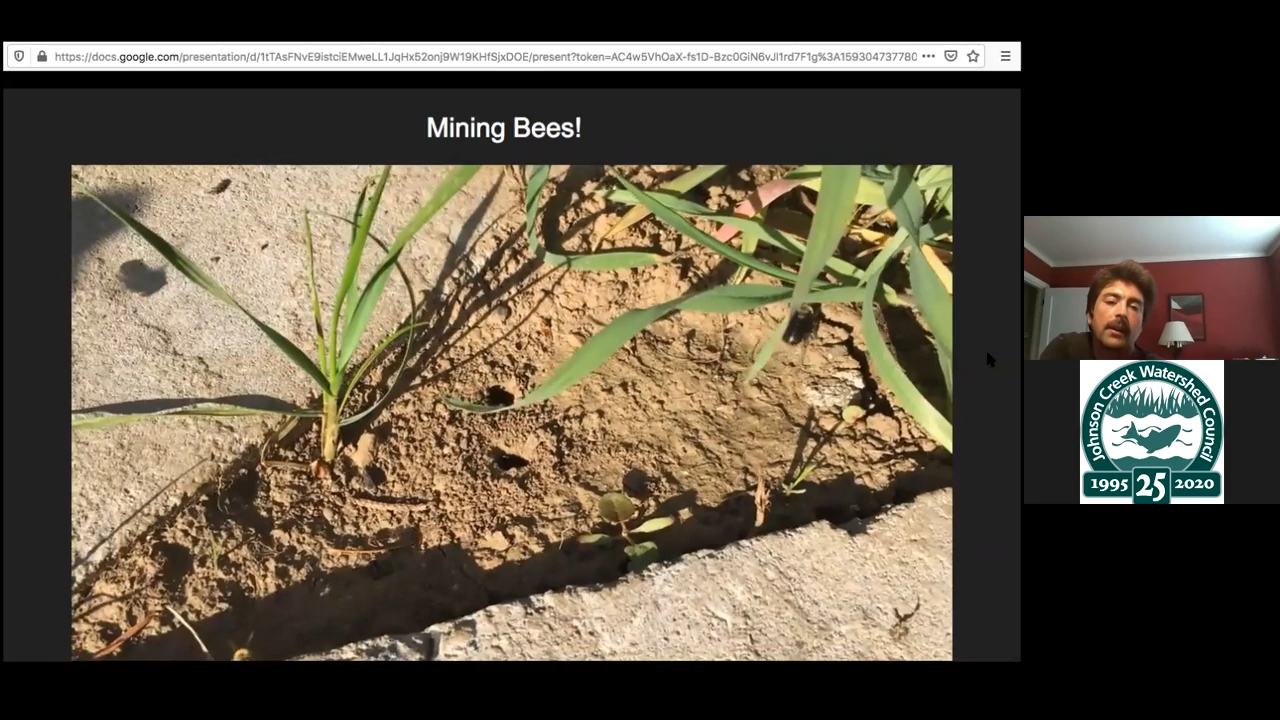 https://docs.google.com/presentation/d/1tTAsFNvE9istciEMweLL1JqHx52onj9W19KHfSjxDOE/present?token=AC4w5VhOaX-fs1D-Bzc0GiN6vJl1rd7F1g%3A159304737780
Mining Bees!
Johnson Creek Watershed Council
1995 25 2020